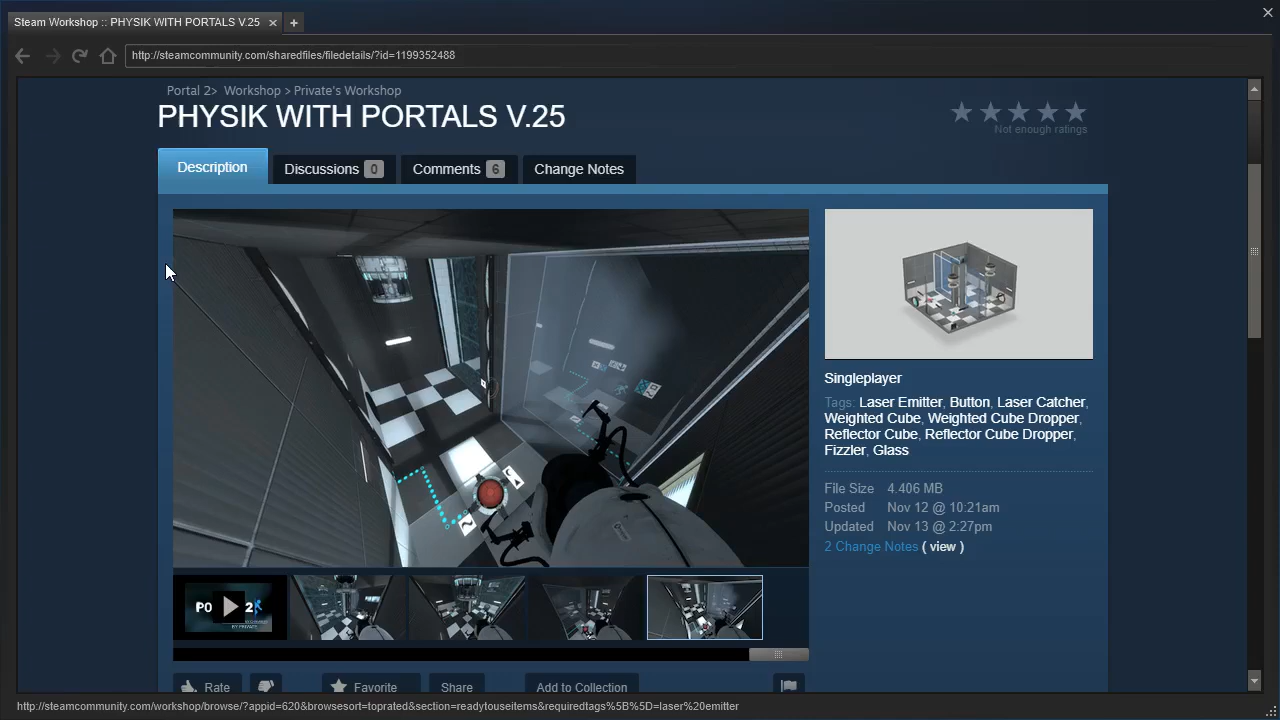 Steam Workshop :: PHYSIK WITH PORTALS V.25
http://steamcommunity.com/sharedfiles/filedetails/?id=1199352488
Portal 2> Workshop > Private's Workshop
PHYSIK WITH PORTALS V.25
Not enough ratings
Description
Discussions 0
Comments 6
Change Notes
Singleplayer
Tags: Laser Emitter, Button, Laser Catcher,
Weighted Cube, Weighted Cube Dropper,
Reflector Cube, Reflector Cube Dropper,
Fizzler, Glass
File Size 4.406 MB
Posted Nov 12 @ 10:21am
Updated Nov 13 @ 2:27pm
2 Change Notes ( view )
Rate
Favorite
Share
Add to Collection
http://steamcommunity.com/workshop/browse/?appid=620&browsesort=toprated&section=readytouseitems&requiredtags%5B%5D=laser%20emitter